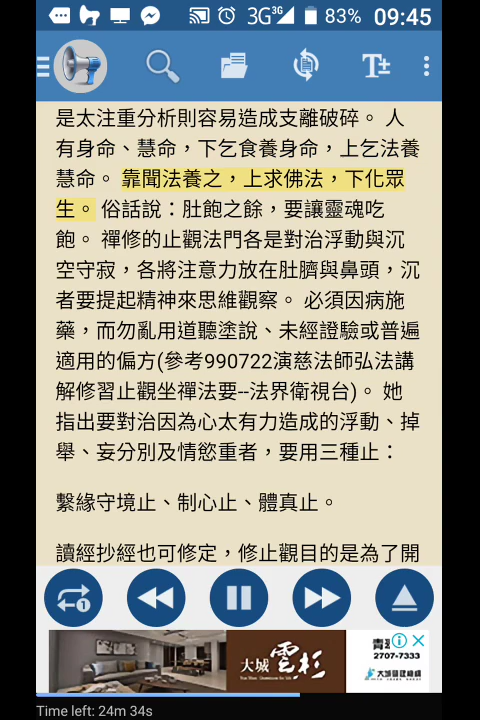 3G 3G 83% 09:45
T±
是太注重分析則容易造成支離破碎。 人
有身命、慧命，下乞食養身命，上乞法養
慧命。 靠聞法養之，上求佛法，下化眾
生。 俗話說：肚飽之餘，要讓靈魂吃
飽。 禪修的止觀法門各是對治浮動與沉
空守寂，各將注意力放在肚臍與鼻頭，沉
者要提起精神來思維觀察。 必須因病施
藥，而勿亂用道聽塗說、未經證驗或普遍
適用的偏方(參考990722演慈法師弘法講
解修習止觀坐禪法要--法界衛視台)。 她
指出要對治因為心太有力造成的浮動、掉
舉、妄分別及情慾重者，要用三種止：
繫緣守境止、制心止、體真止。
讀經抄經也可修定，修止觀目的是為了開
1
大城雲杉
2707-7333
Time left: 24m 34s